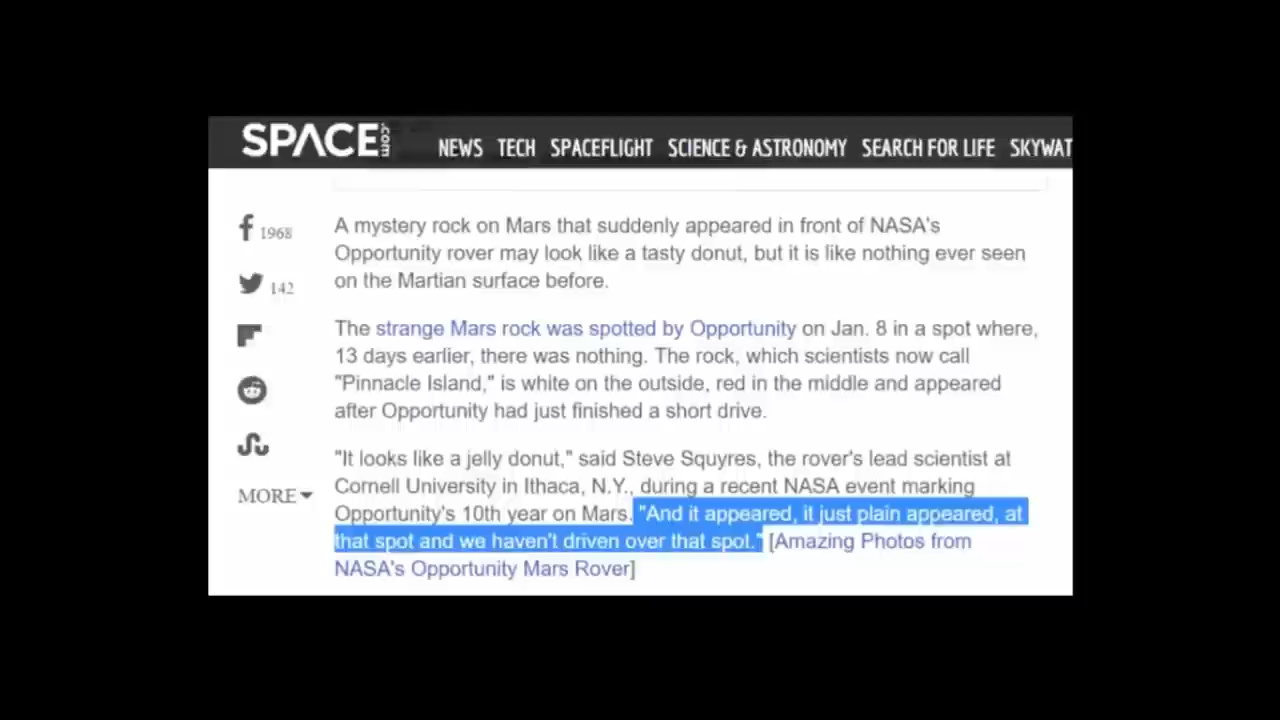 SPACE.com
NEWS TECH SPACEFLIGHT SCIENCE & ASTRONOMY SEARCH FOR LIFE SKYWAT
1968
142
MORE
A mystery rock on Mars that suddenly appeared in front of NASA's
Opportunity rover may look like a tasty donut, but it is like nothing ever seen
on the Martian surface before.
The strange Mars rock was spotted by Opportunity on Jan. 8 in a spot where,
13 days earlier, there was nothing. The rock, which scientists now call
"Pinnacle Island," is white on the outside, red in the middle and appeared
after Opportunity had just finished a short drive.
"It looks like a jelly donut," said Steve Squyres, the rover's lead scientist at
Cornell University in Ithaca, N.Y., during a recent NASA event marking
Opportunity's 10th year on Mars. "And it appeared, it just plain appeared, at
that spot and we haven't driven over that spot." [Amazing Photos from
NASA's Opportunity Mars Rover]